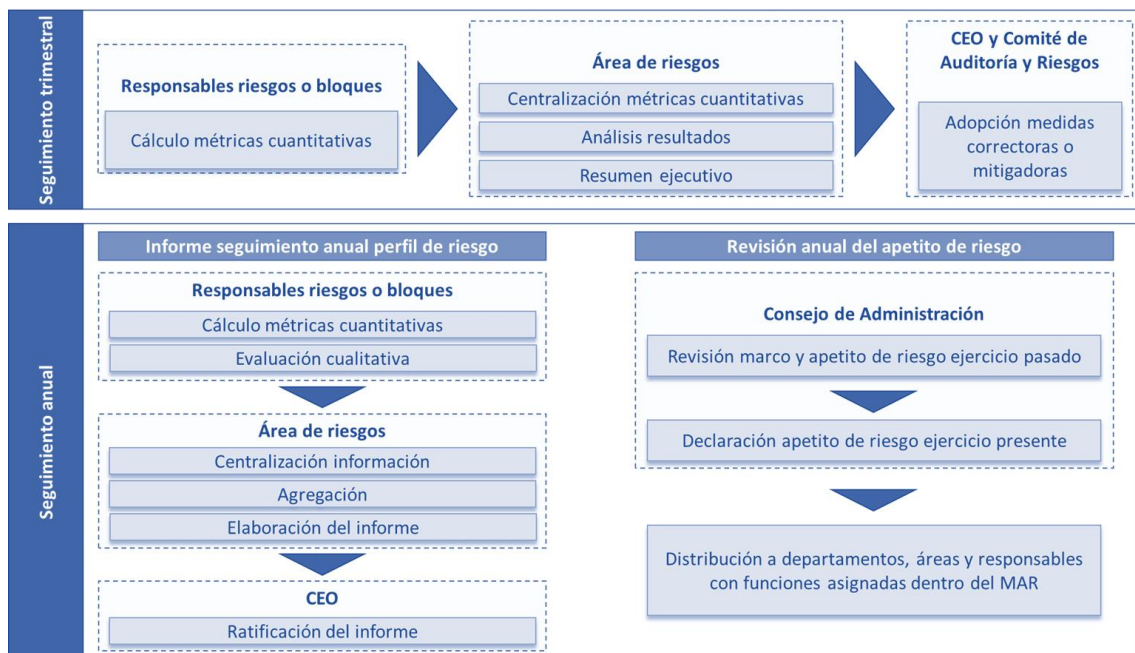 Seguimiento trimestral
Responsables riesgos o bloques
Cálculo métricas cuantitativas
Área de riesgos
Centralización métricas cuantitativas
Análisis resultados
Resumen ejecutivo
CEO y Comité de
Auditoría y Riesgos
Adopción medidas
correctoras o
mitigadoras
Seguimiento anual
Informe seguimiento anual perfil de riesgo
Responsables riesgos o bloques
Cálculo métricas cuantitativas
Evaluación cualitativa
Área de riesgos
Centralización información
Agregación
Elaboración del informe
CEO
Ratificación del informe
Revisión anual del apetito de riesgo
Consejo de Administración
Revisión marco y apetito de riesgo ejercicio pasado
Declaración apetito de riesgo ejercicio presente
Distribución a departamentos, áreas y responsables
con funciones asignadas dentro del MAR